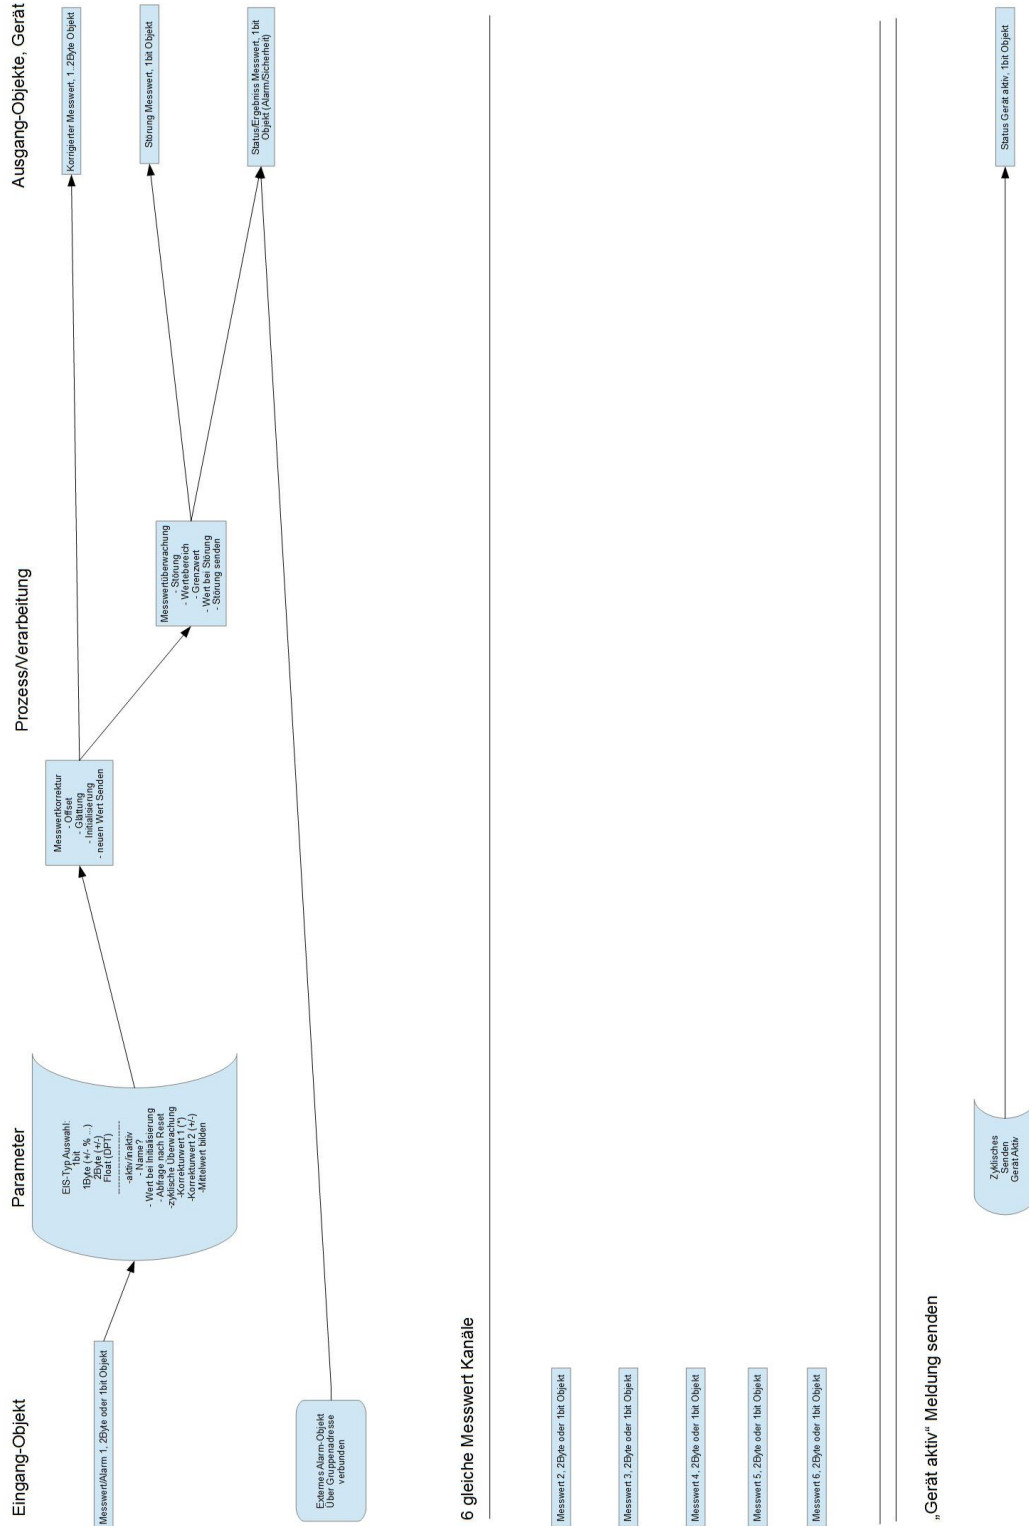 Eingang-Objekt
Parameter
Prozess/Verarbeitung
Ausgang-Objekte, Gerät
Messwert/Alarm 1, 2Byte oder 1bit Objekt
EIS-Typ Auswahl:
1bit
1Byte (+/- % ...)
2Byte (+/-)
Float (DPT)
--------------------
-aktiv/inaktiv
- Name?
- Wert bei Initialisierung
- Abfrage nach Reset
-zyklische Überwachung
-Korrekturwert 1 (*)
-Korrekturwert 2 (+/-)
-Mittelwert bilden
Messwertkorrektur
- Offset
- Glättung
- Initialisierung
- neuen Wert Senden
Messwertüberwachung
- Störung
- Wertebereich
- Grenzwert
- Wert bei Störung
- Störung senden
Korrigierter Messwert, 1..2Byte Objekt
Störung Messwert, 1bit Objekt
Status/Ergebniss Messwert, 1bit
Objekt (Alarm/Sicherheit)
Externes Alarm-Objekt
Über Gruppenadresse
verbunden
6 gleiche Messwert Kanäle
Messwert 2, 2Byte oder 1bit Objekt
Messwert 3, 2Byte oder 1bit Objekt
Messwert 4, 2Byte oder 1bit Objekt
Messwert 5, 2Byte oder 1bit Objekt
Messwert 6, 2Byte oder 1bit Objekt
„Gerät aktiv“ Meldung senden
Zyklisches
Senden
Gerät Aktiv
Status Gerät aktiv, 1bit Objekt